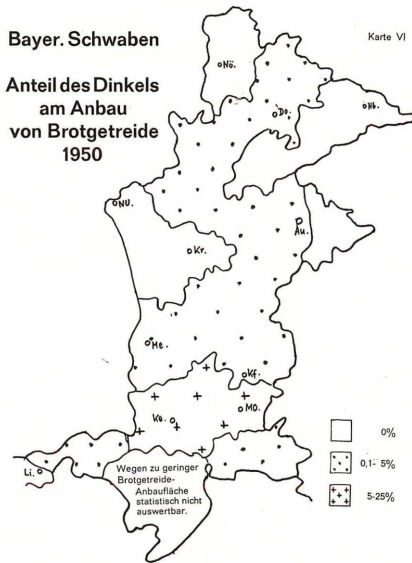 Bayer. Schwaben
Karte VI
Anteil des Dinkels
am Anbau
von Brotgetreide
1950
Nö.
Do.
Nb.
NU.
Au.
Kr.
Me.
Kf.
MO.
Ke.
Li.
Wegen zu geringer
Brotgetreide-
Anbaufläche
statistisch nicht
auswertbar.
0%
0,1- 5%
5-25%